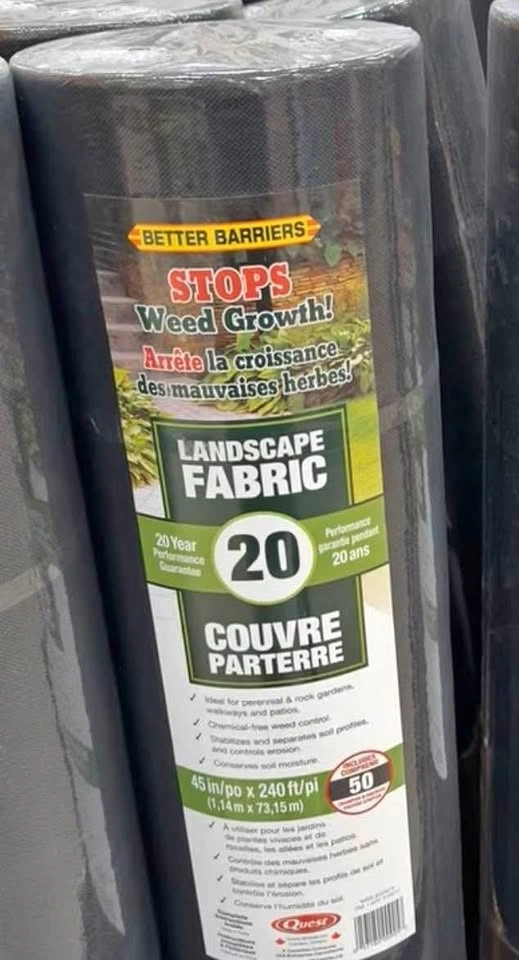 BETTER BARRIERS
STOPS
Weed Growth!
Arrête la croissance
des mauvaises herbes!
LANDSCAPE
FABRIC
20 Year
Performance
Guarantee
20
Performance
garantie pendant
20 ans
COUVRE
PARTERRE
✓ Ideal for perennial & rock gardens,
walkways and patios.
✓ Chemical-free weed control.
✓ Stabilizes and separates soil profiles,
and controls erosion.
✓ Conserves soil moisture.
45 in/po x 240 ft/pi
(1,14 m x 73,15 m)
INCLUDES
COMPREND
50
✓ À utiliser pour les jardins
de plantes vivaces et de
rocailles, les allées et les patios.
✓ Contrôle des mauvaises herbes sans
produits chimiques.
✓ Stabilise et sépare les profils de sol et
contrôle l'érosion.
✓ Conserve l'humidité du sol.
Complete
Instructions
Inside
Quest